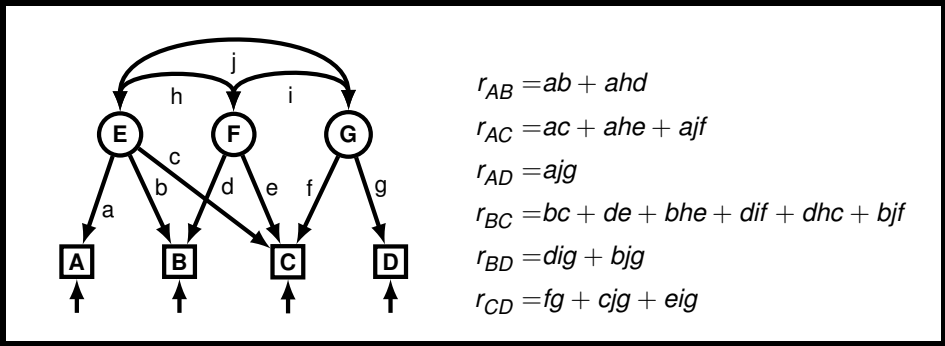 j
h i
E F G
c
a b d e f g
A B C D
r_AB = ab + ahd
r_AC = ac + ahe + ajf
r_AD = ajg
r_BC = bc + de + bhe + dif + dhc + bjf
r_BD = dig + bjg
r_CD = fg + cjg + eig